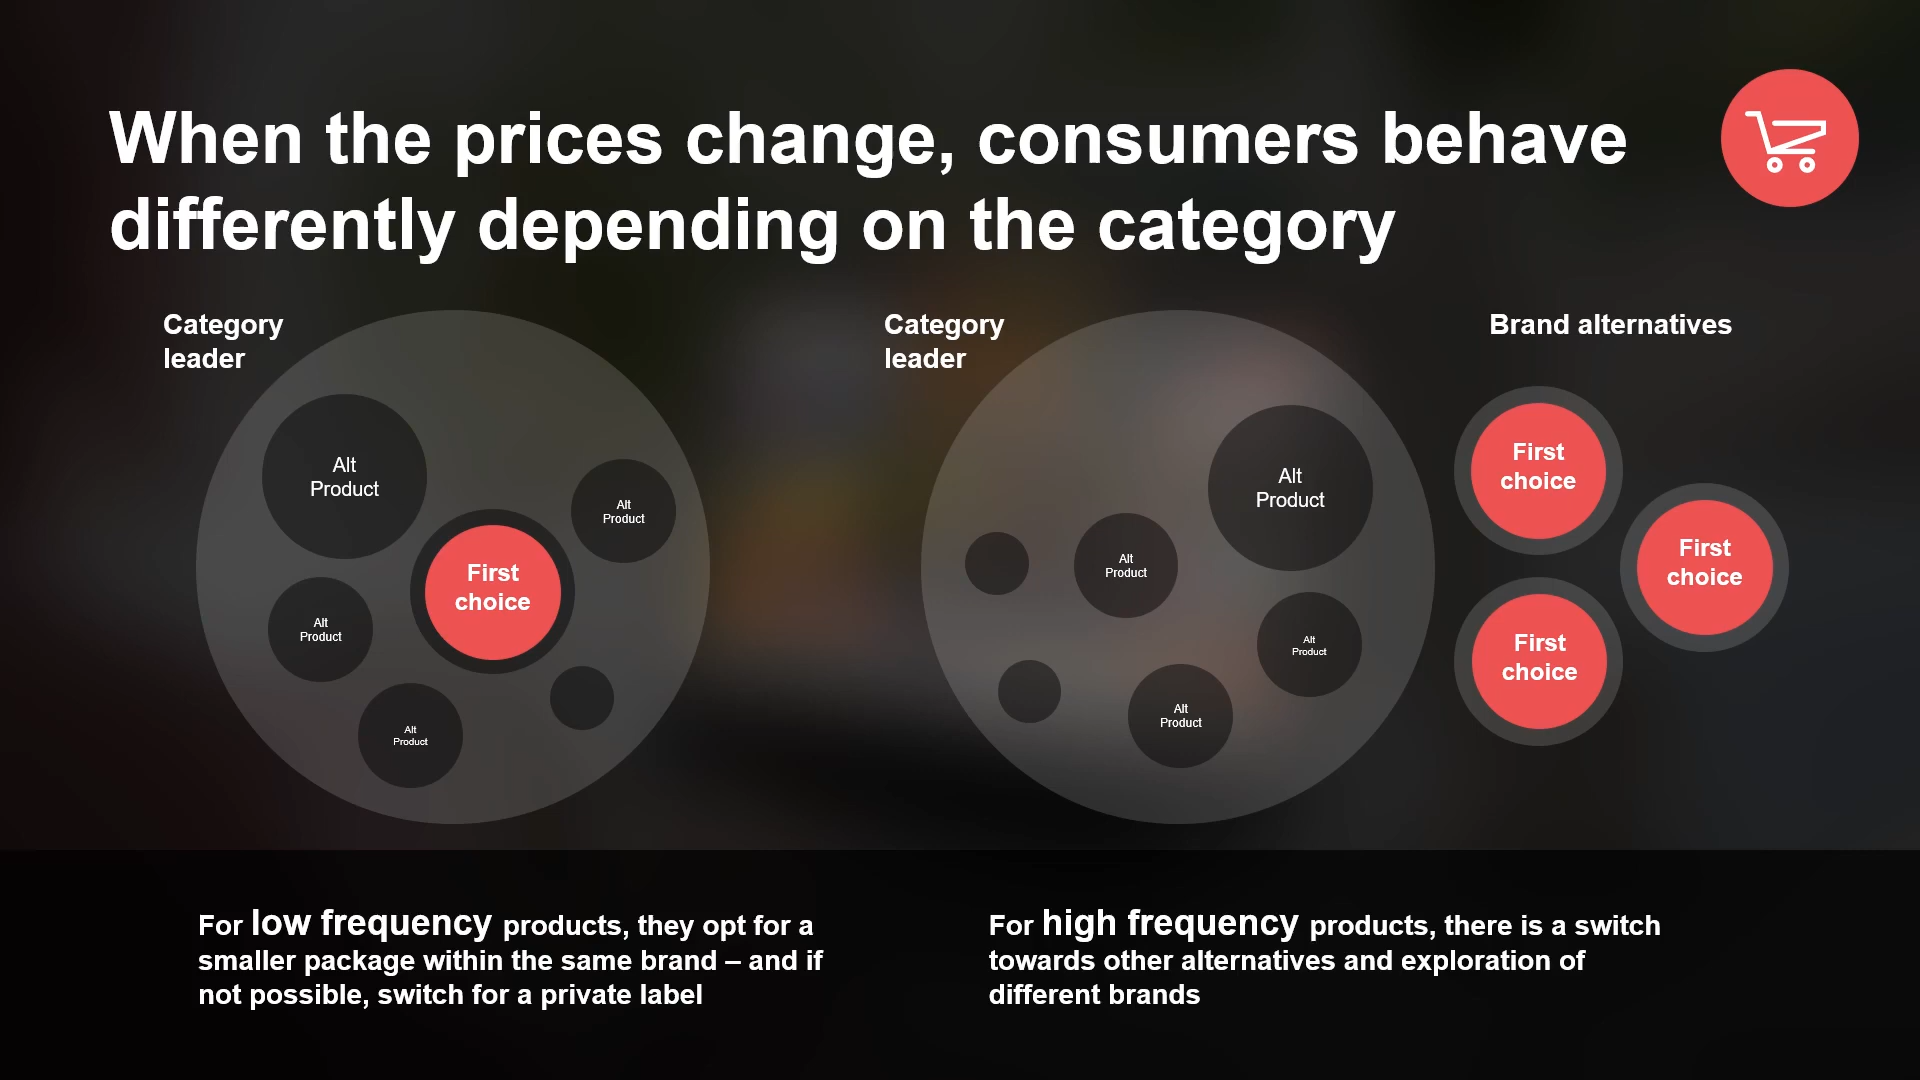 When the prices change, consumers behave
differently depending on the category
Category
leader
Alt
Product
Alt
Product
First
choice
Alt
Product
Alt
Product
Category
leader
Alt
Product
Alt
Product
Alt
Product
Alt
Product
Brand alternatives
First
choice
First
choice
First
choice
For low frequency products, they opt for a
smaller package within the same brand – and if
not possible, switch for a private label
For high frequency products, there is a switch
towards other alternatives and exploration of
different brands